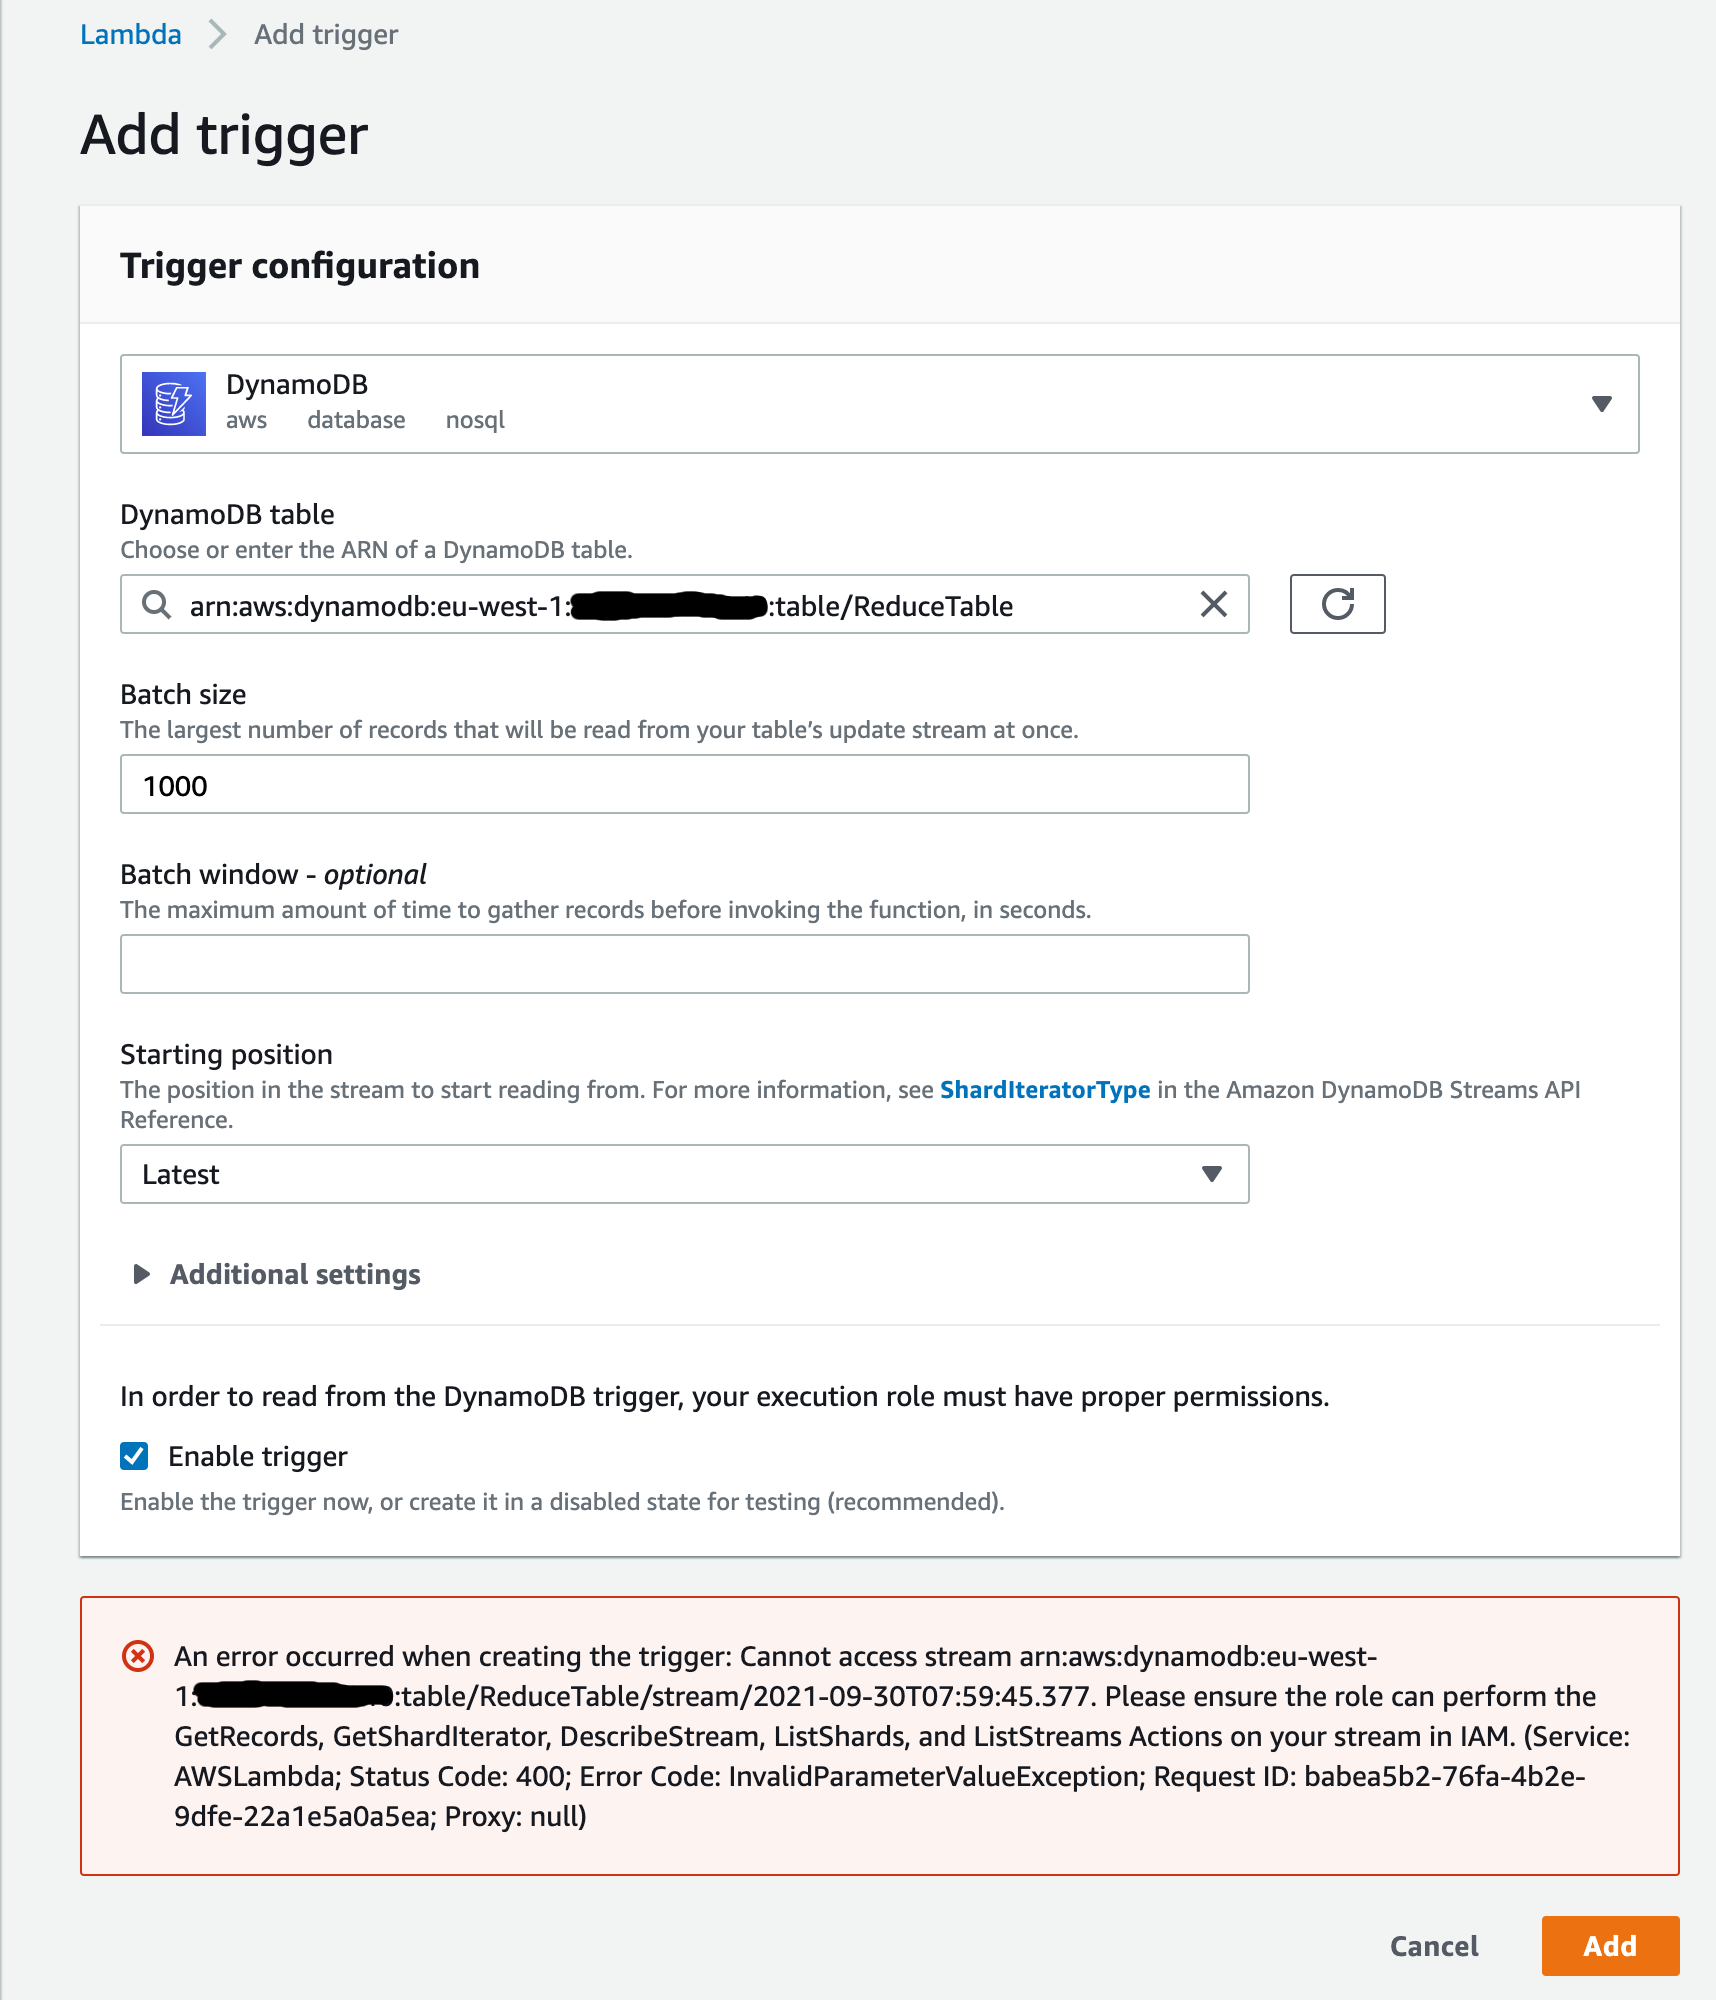 Lambda > Add trigger
Add trigger
Trigger configuration
DynamoDB
aws database nosql
DynamoDB table
Choose or enter the ARN of a DynamoDB table.
arn:aws:dynamodb:eu-west-1: :table/ReduceTable
Batch size
The largest number of records that will be read from your table’s update stream at once.
1000
Batch window - optional
The maximum amount of time to gather records before invoking the function, in seconds.
Starting position
The position in the stream to start reading from. For more information, see ShardIteratorType in the Amazon DynamoDB Streams API
Reference.
Latest
Additional settings
In order to read from the DynamoDB trigger, your execution role must have proper permissions.
Enable trigger
Enable the trigger now, or create it in a disabled state for testing (recommended).
An error occurred when creating the trigger: Cannot access stream arn:aws:dynamodb:eu-west-
1: :table/ReduceTable/stream/2021-09-30T07:59:45.377. Please ensure the role can perform the
GetRecords, GetShardIterator, DescribeStream, ListShards, and ListStreams Actions on your stream in IAM. (Service:
AWSLambda; Status Code: 400; Error Code: InvalidParameterValueException; Request ID: babea5b2-76fa-4b2e-
9dfe-22a1e5a0a5ea; Proxy: null)
Cancel
Add